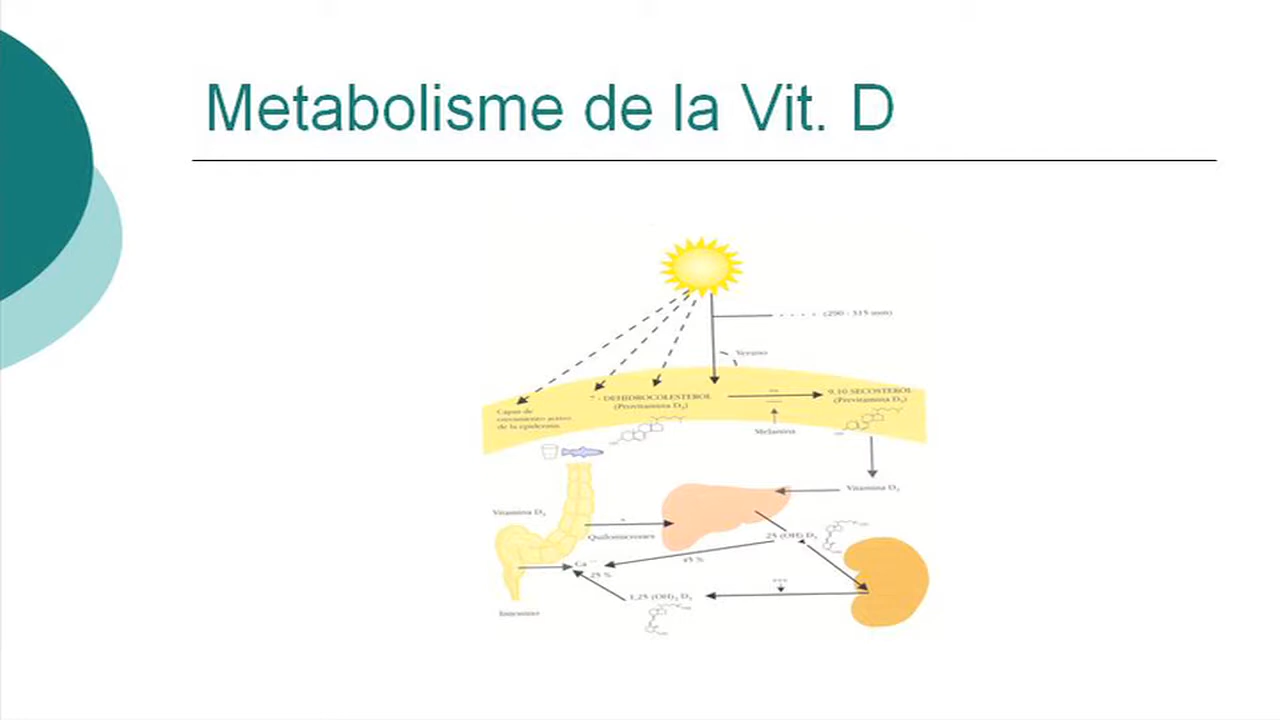 Metabolisme de la Vit. D
(290 - 315 nm)
7 - DEHIDROCOLESTEROL
(Provitamina D3)
9,10 SECOSTEROL
(Previtamina D3)
Capas de
crecimiento activo
de la epidermis
Melanina
Vitamina D3
Vitamina D3
Quilomicrones
25 (OH) D3
Ca
25 %
1,25 (OH)2 D3
Intestino